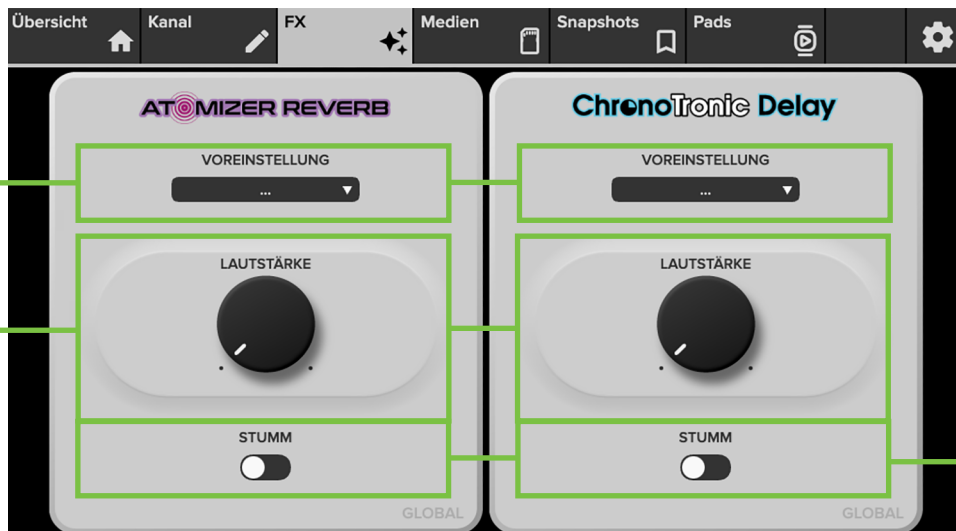 Übersicht
Kanal
FX
Medien
Snapshots
Pads
ATOMIZER REVERB
VOREINSTELLUNG
...
LAUTSTÄRKE
STUMM
GLOBAL
ChronoTronic Delay
VOREINSTELLUNG
...
LAUTSTÄRKE
STUMM
GLOBAL